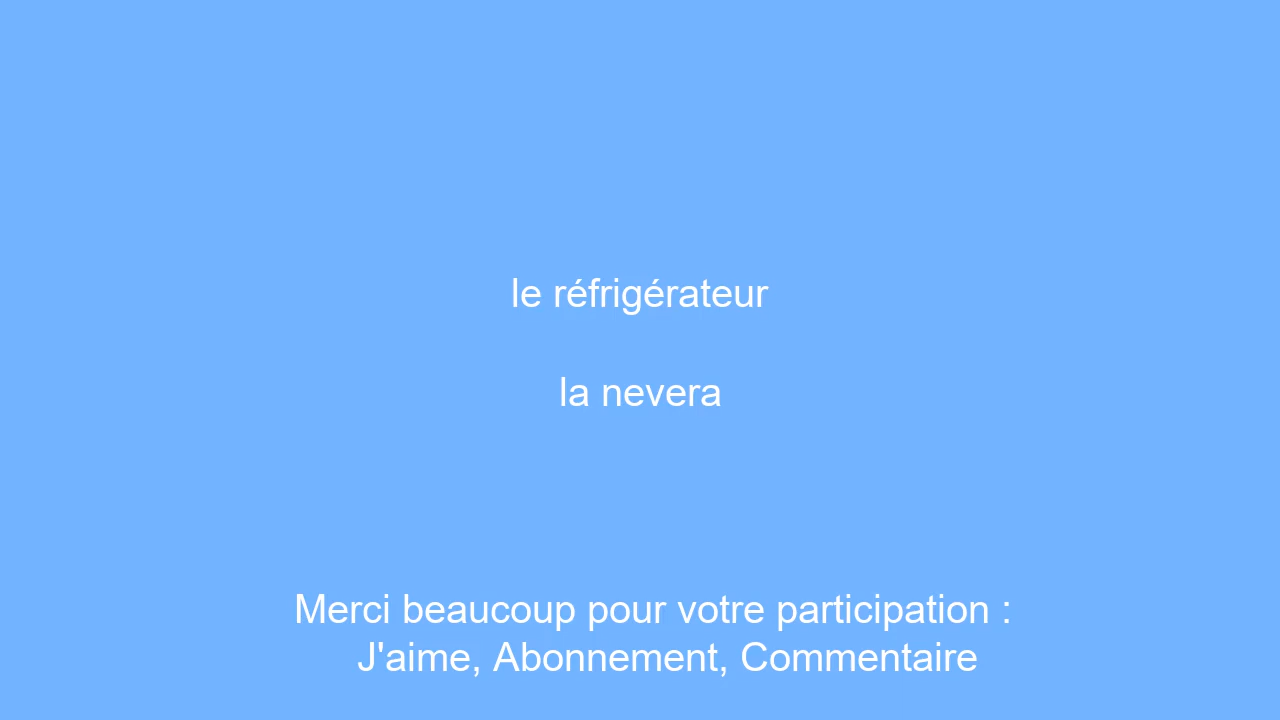 le réfrigérateur
la nevera
Merci beaucoup pour votre participation :
J'aime, Abonnement, Commentaire